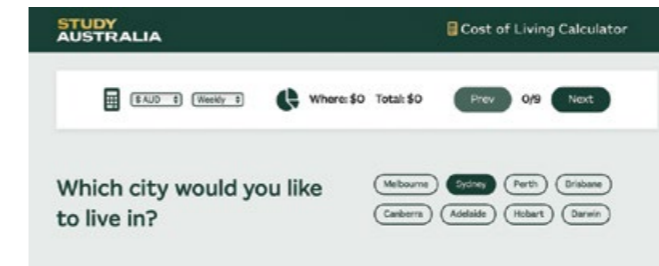 STUDY
AUSTRALIA
Cost of Living Calculator
$ AUD Weekly Where: $0 Total: $0 Prev 0/9 Next
Which city would you like
to live in?
Melbourne Sydney Perth Brisbane
Canberra Adelaide Hobart Darwin